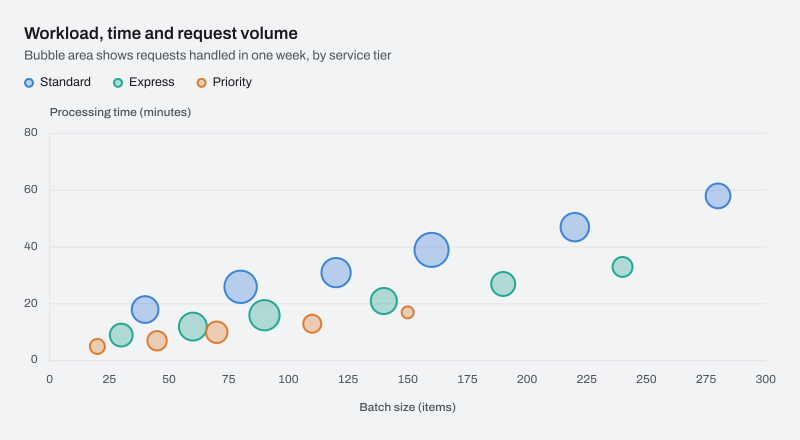 Workload, time and request volume
Bubble area shows requests handled in one week, by service tier
Standard Express Priority
Processing time (minutes)
80
60
40
20
0
0 25 50 75 100 125 150 175 200 225 250 275 300
Batch size (items)